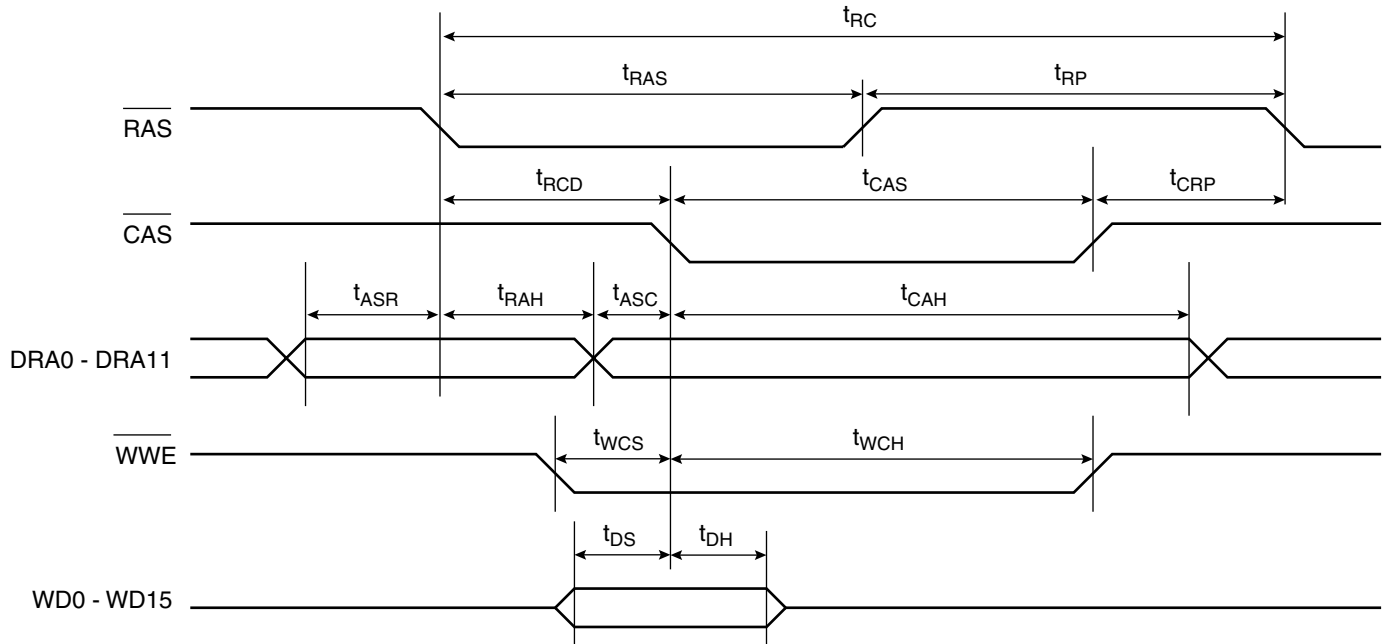 tRC
tRAS tRP
RAS
tRCD tCAS tCRP
CAS
tASR tRAH tASC tCAH
DRA0 - DRA11
tWCS tWCH
WWE
tDS tDH
WD0 - WD15